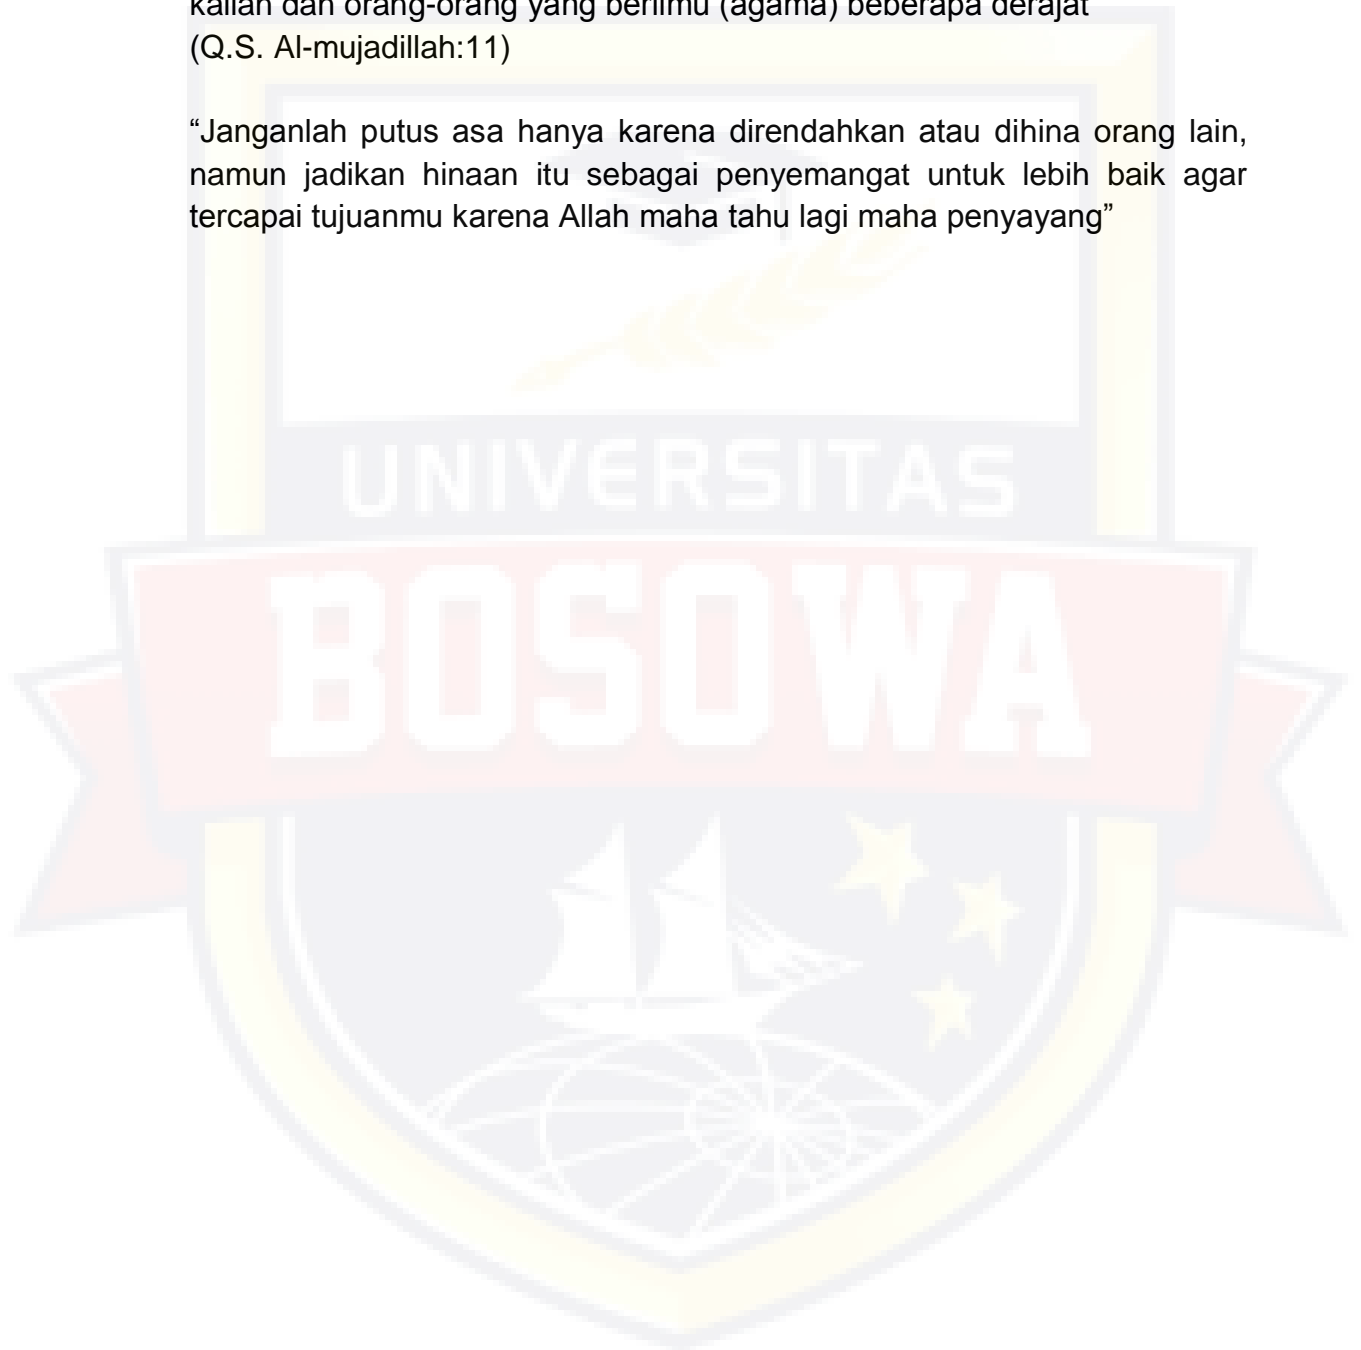 kalian dan orang-orang yang berilmu (agama) beberapa derajat
(Q.S. Al-mujadillah:11)
“Janganlah putus asa hanya karena direndahkan atau dihina orang lain,
namun jadikan hinaan itu sebagai penyemangat untuk lebih baik agar
tercapai tujuanmu karena Allah maha tahu lagi maha penyayang”
UNIVERSITAS
BOSOWA